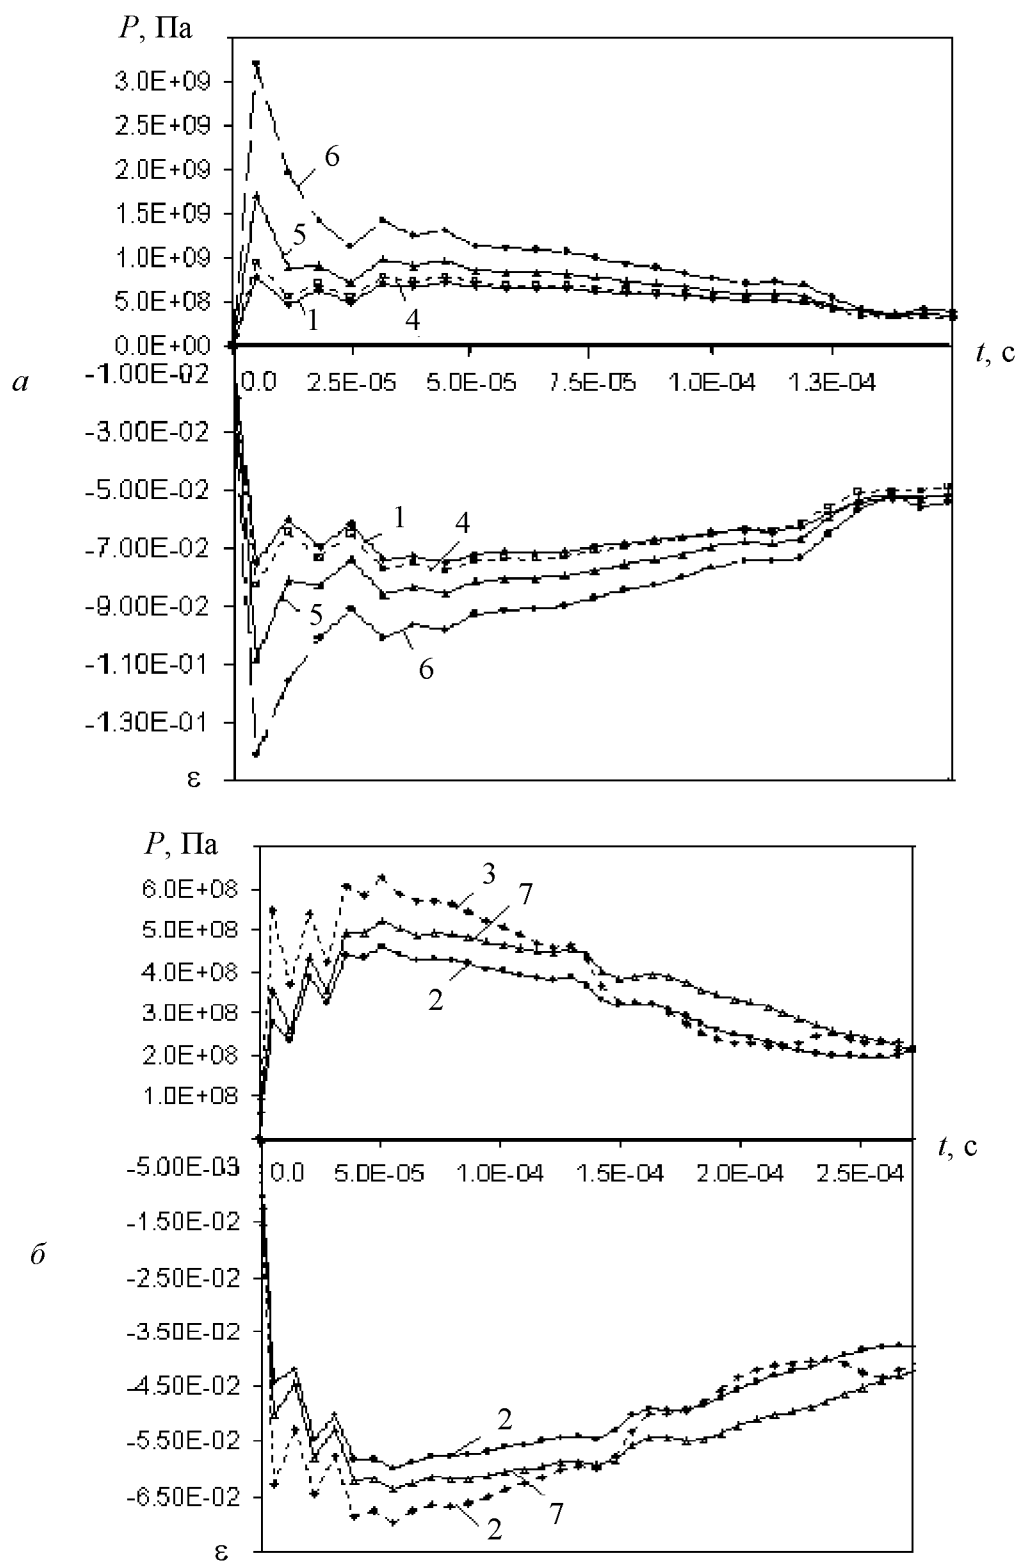 P, Па
3.0E+09
2.5E+09
2.0E+09
1.5E+09
1.0E+09
5.0E+08
0.0E+00
6
5
1
4
t, с
0.0 2.5E-05 5.0E-05 7.5E-05 1.0E-04 1.3E-04
а
-1.00E-02
-3.00E-02
-5.00E-02
-7.00E-02
-9.00E-02
-1.10E-01
-1.30E-01
ε
1
4
5
6
P, Па
6.0E+08
5.0E+08
4.0E+08
3.0E+08
2.0E+08
1.0E+08
3
7
2
t, с
0.0 5.0E-05 1.0E-04 1.5E-04 2.0E-04 2.5E-04
б
-5.00E-03
-1.50E-02
-2.50E-02
-3.50E-02
-4.50E-02
-5.50E-02
-6.50E-02
ε
2
7
2